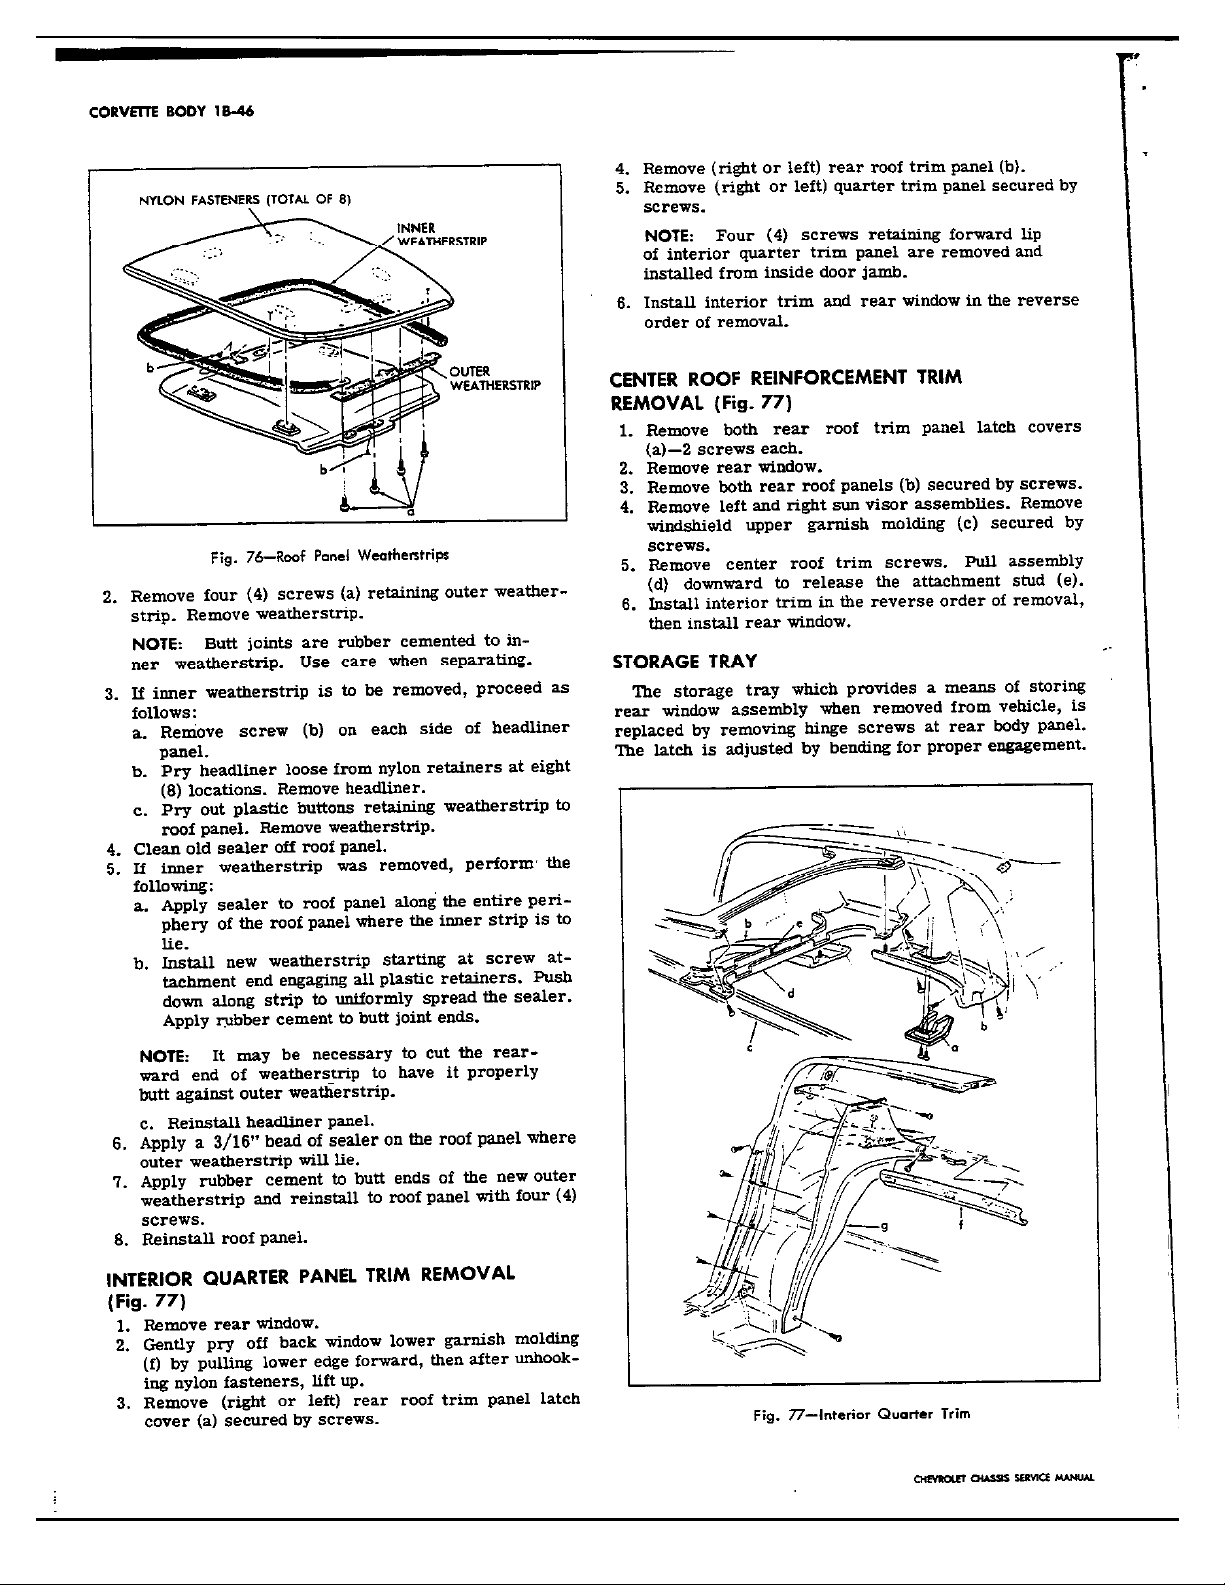 CORVETTE BODY 1B-46
NYLON FASTENERS (TOTAL OF 8)
INNER
WEATHERSTRIP
b
OUTER
WEATHERSTRIP
b
a
Fig. 76—Roof Panel Weatherstrips
2. Remove four (4) screws (a) retaining outer weather-
strip. Remove weatherstrip.
NOTE: Butt joints are rubber cemented to in-
ner weatherstrip. Use care when separating.
3. If inner weatherstrip is to be removed, proceed as
follows:
a. Remove screw (b) on each side of headliner
panel.
b. Pry headliner loose from nylon retainers at eight
(8) locations. Remove headliner.
c. Pry out plastic buttons retaining weatherstrip to
roof panel. Remove weatherstrip.
4. Clean old sealer off roof panel.
5. If inner weatherstrip was removed, perform the
following:
a. Apply sealer to roof panel along the entire peri-
phery of the roof panel where the inner strip is to
lie.
b. Install new weatherstrip starting at screw at-
tachment end engaging all plastic retainers. Push
down along strip to uniformly spread the sealer.
Apply rubber cement to butt joint ends.
NOTE: It may be necessary to cut the rear-
ward end of weatherstrip to have it properly
butt against outer weatherstrip.
c. Reinstall headliner panel.
6. Apply a 3/16" bead of sealer on the roof panel where
outer weatherstrip will lie.
7. Apply rubber cement to butt ends of the new outer
weatherstrip and reinstall to roof panel with four (4)
screws.
8. Reinstall roof panel.
INTERIOR QUARTER PANEL TRIM REMOVAL
(Fig. 77)
1. Remove rear window.
2. Gently pry off back window lower garnish molding
(f) by pulling lower edge forward, then after unhook-
ing nylon fasteners, lift up.
3. Remove (right or left) rear roof trim panel latch
cover (a) secured by screws.
4. Remove (right or left) rear roof trim panel (b).
5. Remove (right or left) quarter trim panel secured by
screws.
NOTE: Four (4) screws retaining forward lip
of interior quarter trim panel are removed and
installed from inside door jamb.
6. Install interior trim and rear window in the reverse
order of removal.
CENTER ROOF REINFORCEMENT TRIM
REMOVAL (Fig. 77)
1. Remove both rear roof trim panel latch covers
(a)—2 screws each.
2. Remove rear window.
3. Remove both rear roof panels (b) secured by screws.
4. Remove left and right sun visor assemblies. Remove
windshield upper garnish molding (c) secured by
screws.
5. Remove center roof trim screws. Pull assembly
(d) downward to release the attachment stud (e).
6. Install interior trim in the reverse order of removal,
then install rear window.
STORAGE TRAY
The storage tray which provides a means of storing
rear window assembly when removed from vehicle, is
replaced by removing hinge screws at rear body panel.
The latch is adjusted by bending for proper engagement.
b
e
d
c
b
a
g
f
Fig. 77—Interior Quarter Trim
CHEVROLET CHASSIS SERVICE MANUAL